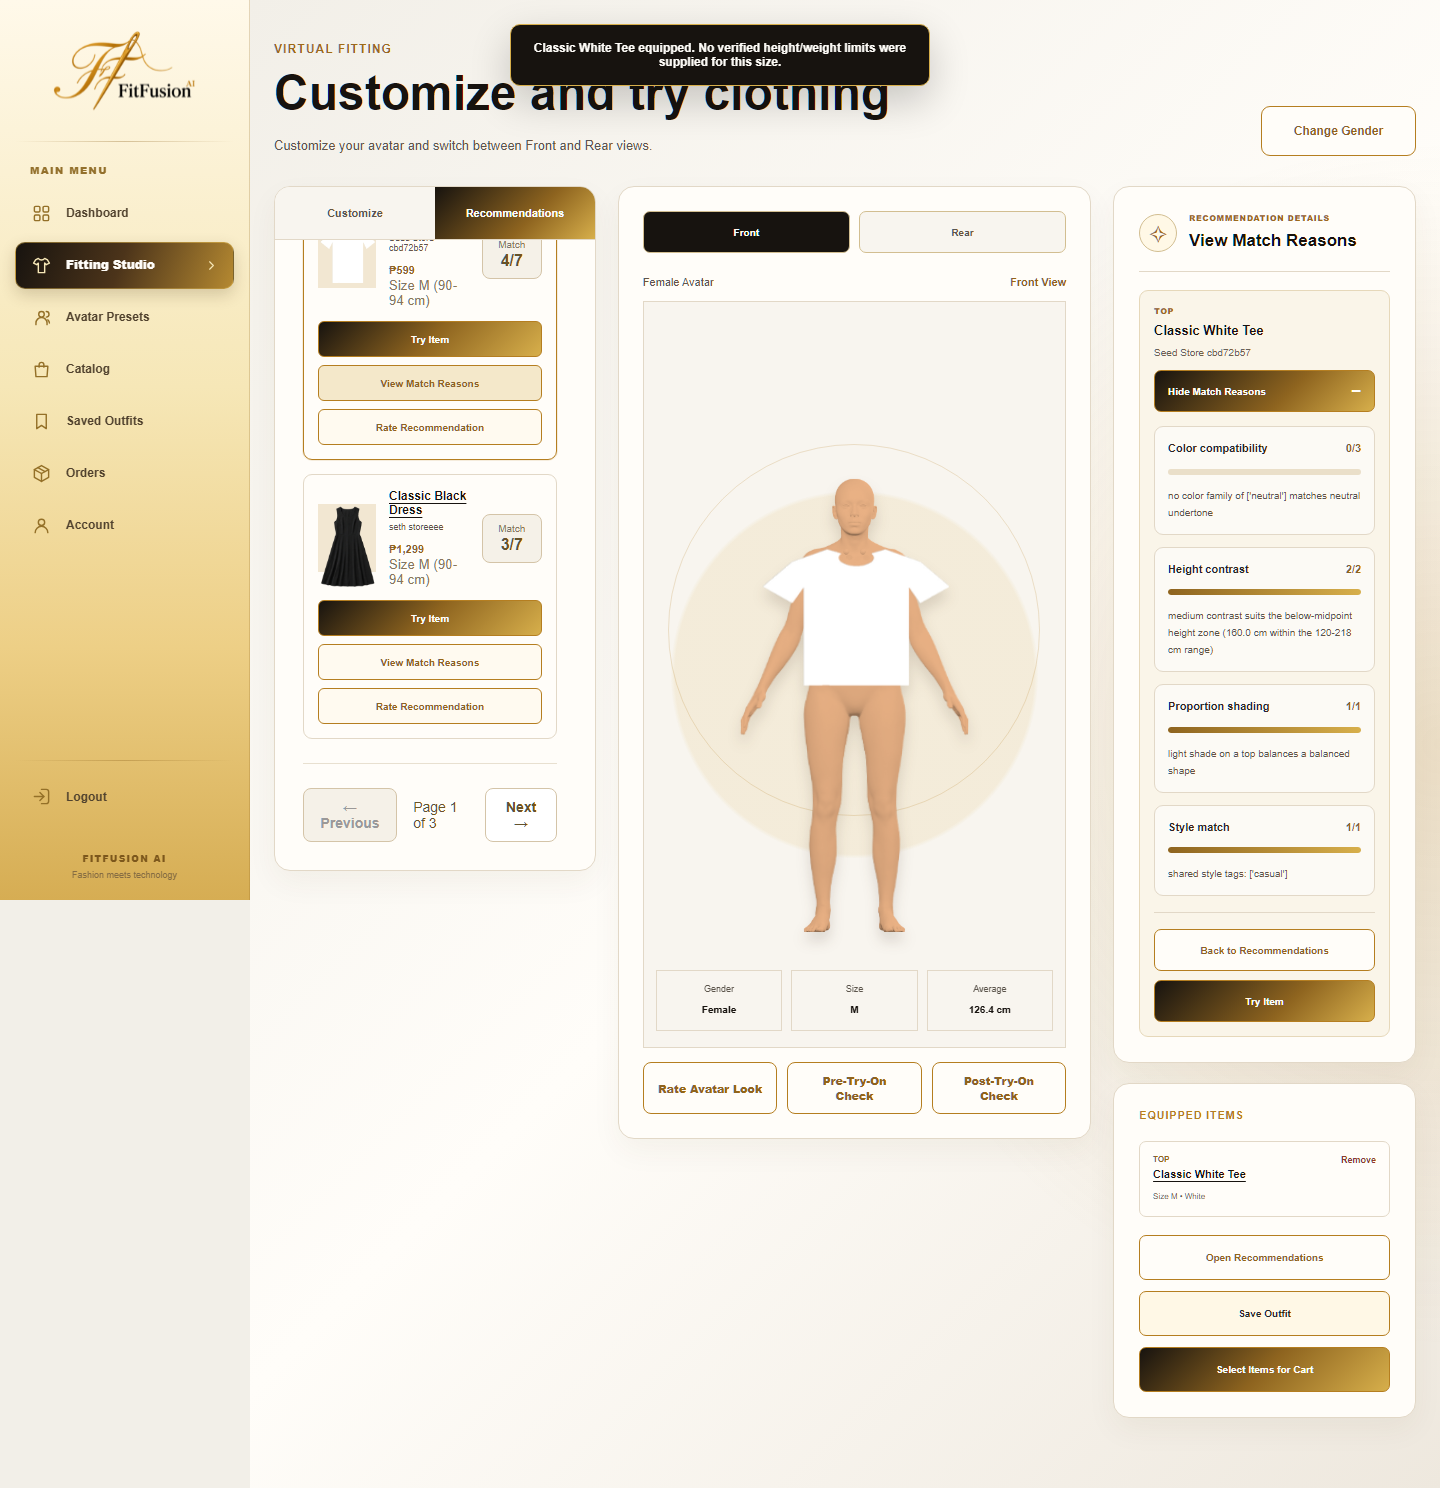 FitFusion AI
MAIN MENU
Dashboard
Fitting Studio
Avatar Presets
Catalog
Saved Outfits
Orders
Account
Logout
FITFUSION AI
Fashion meets technology
VIRTUAL FITTING
Classic White Tee equipped. No verified height/weight limits were
supplied for this size.
Customize and try clothing
Customize your avatar and switch between Front and Rear views.
Change Gender
Customize
Recommendations
cbd72b57
₱599
Size M (90-
94 cm)
Match
4/7
Try Item
View Match Reasons
Rate Recommendation
Classic Black
Dress
seth storeeee
₱1,299
Size M (90-
94 cm)
Match
3/7
Try Item
View Match Reasons
Rate Recommendation
←
Previous
Page 1
of 3
Next
→
Front
Rear
Female Avatar
Front View
Gender
Female
Size
M
Average
126.4 cm
Rate Avatar Look
Pre-Try-On
Check
Post-Try-On
Check
RECOMMENDATION DETAILS
View Match Reasons
TOP
Classic White Tee
Seed Store cbd72b57
Hide Match Reasons
Color compatibility
0/3
no color family of ['neutral'] matches neutral
undertone
Height contrast
2/2
medium contrast suits the below-midpoint
height zone (160.0 cm within the 120-218
cm range)
Proportion shading
1/1
light shade on a top balances a balanced
shape
Style match
1/1
shared style tags: ['casual']
Back to Recommendations
Try Item
EQUIPPED ITEMS
TOP
Remove
Classic White Tee
Size M • White
Open Recommendations
Save Outfit
Select Items for Cart